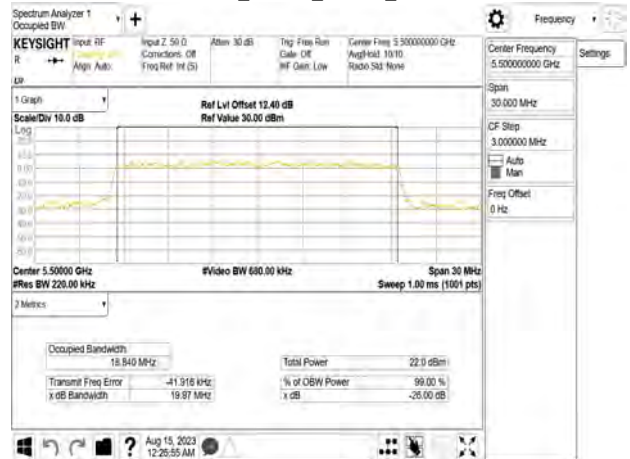 Spectrum Analyzer 1
Occupied BW
Frequency
KEYSIGHT
Input: RF
Align: Auto
Input Z: 50 Ω
Corrections: Off
Freq Ref: Int (S)
Atten: 30 dB
Trig: Free Run
Gate: Off
#IF Gain: Low
Center Freq: 5.500000000 GHz
Avg|Hold: 10/10
Radio Std: None
R
Center Frequency
5.500000000 GHz
Settings
Span
30.000 MHz
CF Step
3.000000 MHz
Auto
Man
Freq Offset
0 Hz
1 Graph
Ref Lvl Offset 12.40 dB
Scale/Div 10.0 dB
Ref Value 30.00 dBm
Log
Center 5.50000 GHz
#Video BW 680.00 kHz
Span 30 MHz
#Res BW 220.00 kHz
Sweep 1.00 ms (1001 pts)
2 Metrics
Occupied Bandwidth
18.840 MHz
Total Power
22.0 dBm
Transmit Freq Error
-41.916 kHz
% of OBW Power
99.00 %
x dB Bandwidth
19.97 MHz
x dB
-26.00 dB
?
Aug 15, 2023
12:26:55 AM